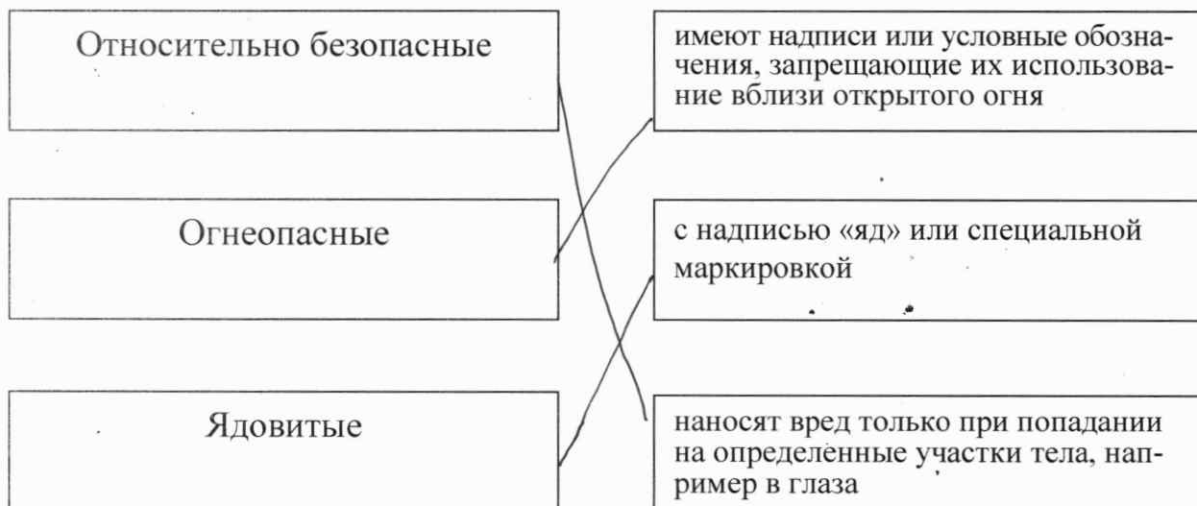 Относительно безопасные
имеют надписи или условные обозна-
чения, запрещающие их использова-
ние вблизи открытого огня
Огнеопасные
с надписью «яд» или специальной
маркировкой
Ядовитые
наносят вред только при попадании
на определенные участки тела, нап-
ример в глаза